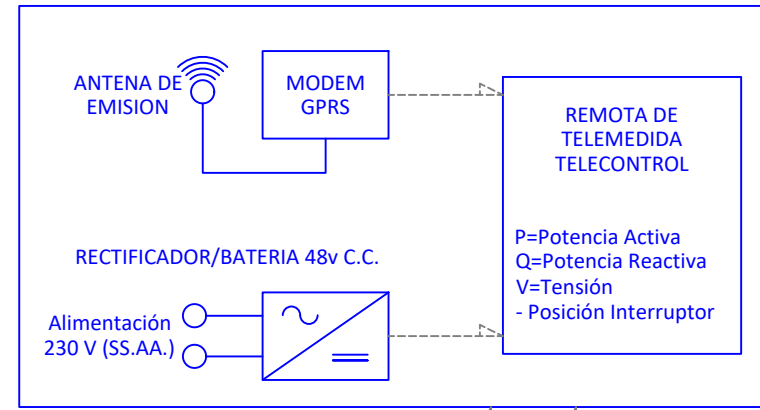 ANTENA DE
EMISION
MODEM
GPRS
REMOTA DE
TELEMEDIDA
TELECONTROL
P=Potencia Activa
Q=Potencia Reactiva
V=Tensión
- Posición Interruptor
RECTIFICADOR/BATERIA 48v C.C.
Alimentación
230 V (SS.AA.)